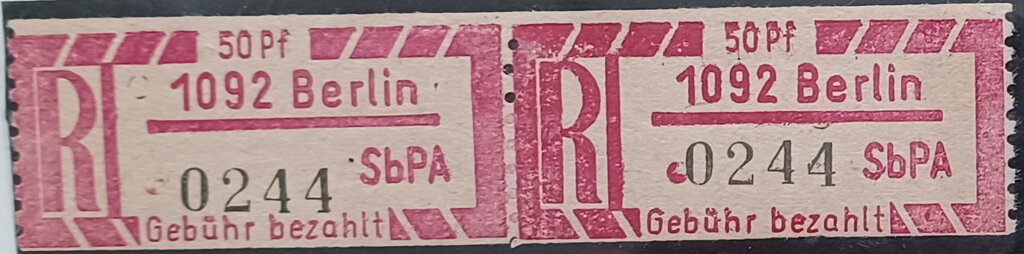 50 Pf
R
1092 Berlin
0244 SbPA
Gebühr bezahlt
50 Pf
R
1092 Berlin
0244 SbPA
Gebühr bezahlt